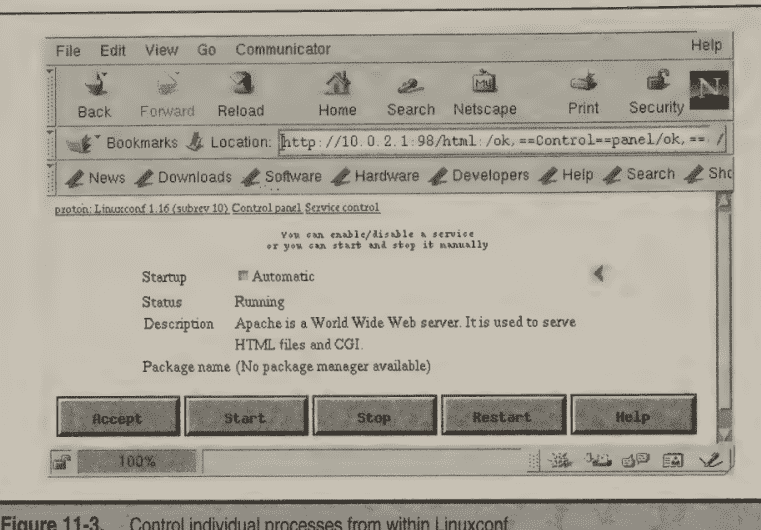 File Edit View Go Communicator Help
Back Forward Reload Home Search Netscape Print Security N
My
Bookmarks Location: http://10.0.2.1:98/html:/ok,==Control==panel/ok,== /
News Downloads Software Hardware Developers Help Search Sho
proton: Linuxconf 1.16 (subrev 10) Control panel Service control
You can enable/disable a service
or you can start and stop it manually
Startup Automatic
Status Running
Description Apache is a World Wide Web server. It is used to serve
HTML files and CGI.
Package name (No package manager available)
Accept Start Stop Restart Help
100%
Figure 11-3. Control individual processes from within Linuxconf